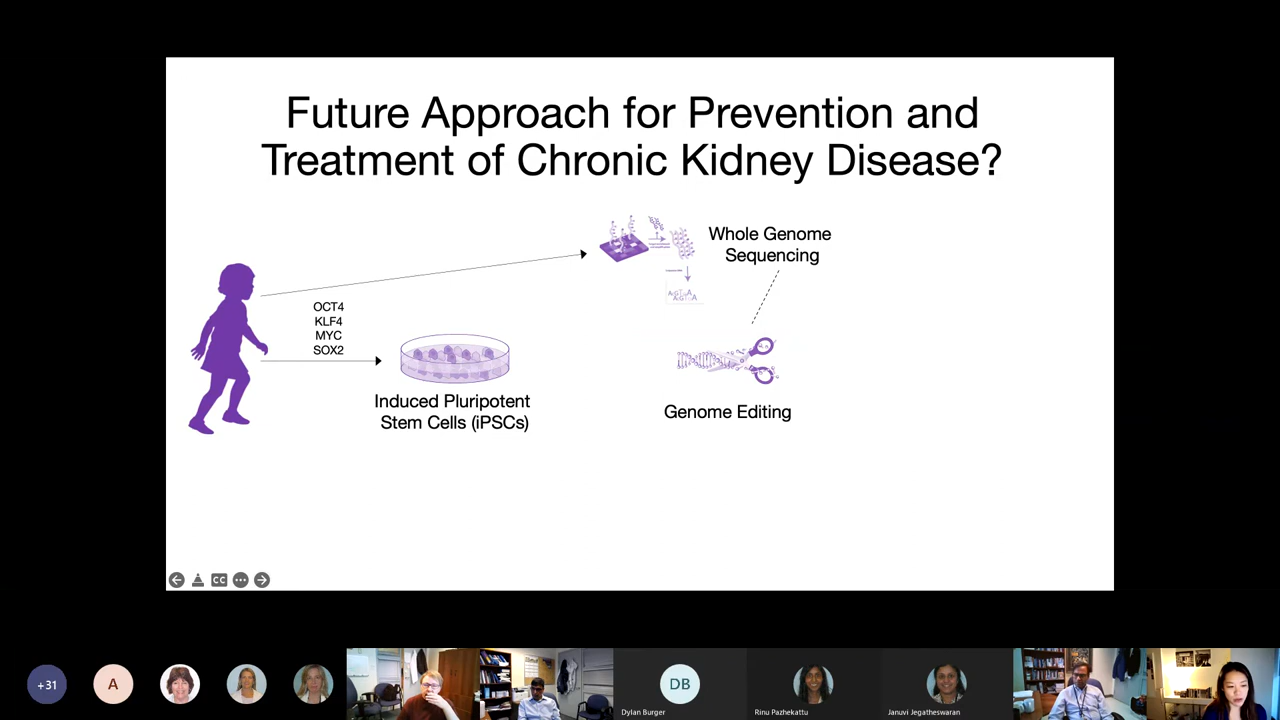 Future Approach for Prevention and
Treatment of Chronic Kidney Disease?
Whole Genome
Sequencing
OCT4
KLF4
MYC
SOX2
Induced Pluripotent
Stem Cells (iPSCs)
Genome Editing
CC
+31
A
DB
Dylan Burger
Rinu Pazhekattu
Januvi Jegatheswaran